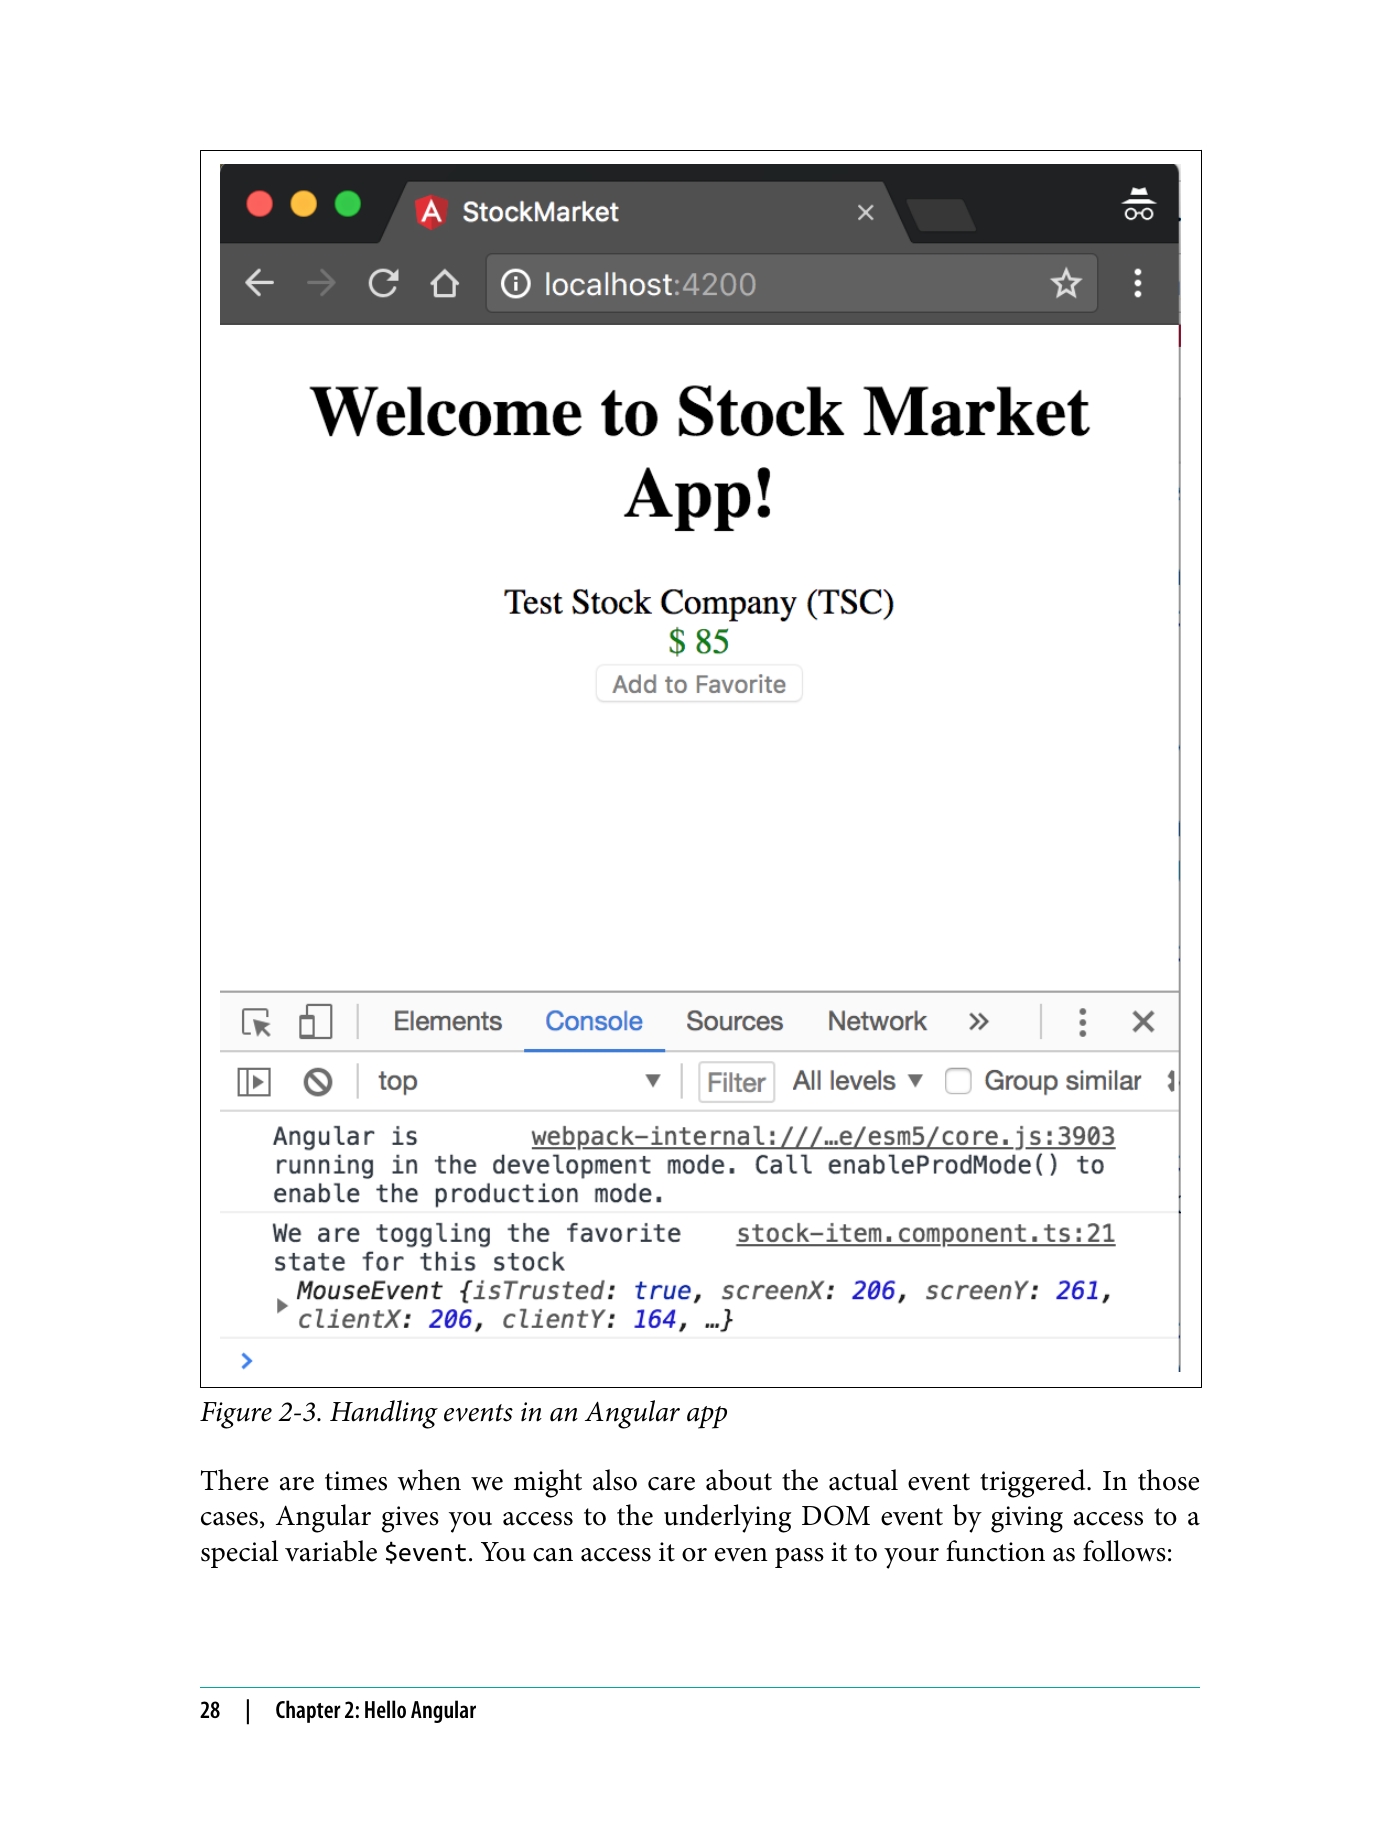 StockMarket
localhost:4200
Welcome to Stock Market
App!
Test Stock Company (TSC)
$ 85
Add to Favorite
Elements Console Sources Network
top Filter All levels Group similar
Angular is webpack-internal:///…e/esm5/core.js:3903
running in the development mode. Call enableProdMode() to
enable the production mode.
We are toggling the favorite stock-item.component.ts:21
state for this stock
MouseEvent {isTrusted: true, screenX: 206, screenY: 261,
clientX: 206, clientY: 164, …}
Figure 2-3. Handling events in an Angular app
There are times when we might also care about the actual event triggered. In those
cases, Angular gives you access to the underlying DOM event by giving access to a
special variable $event. You can access it or even pass it to your function as follows:
28 | Chapter 2: Hello Angular